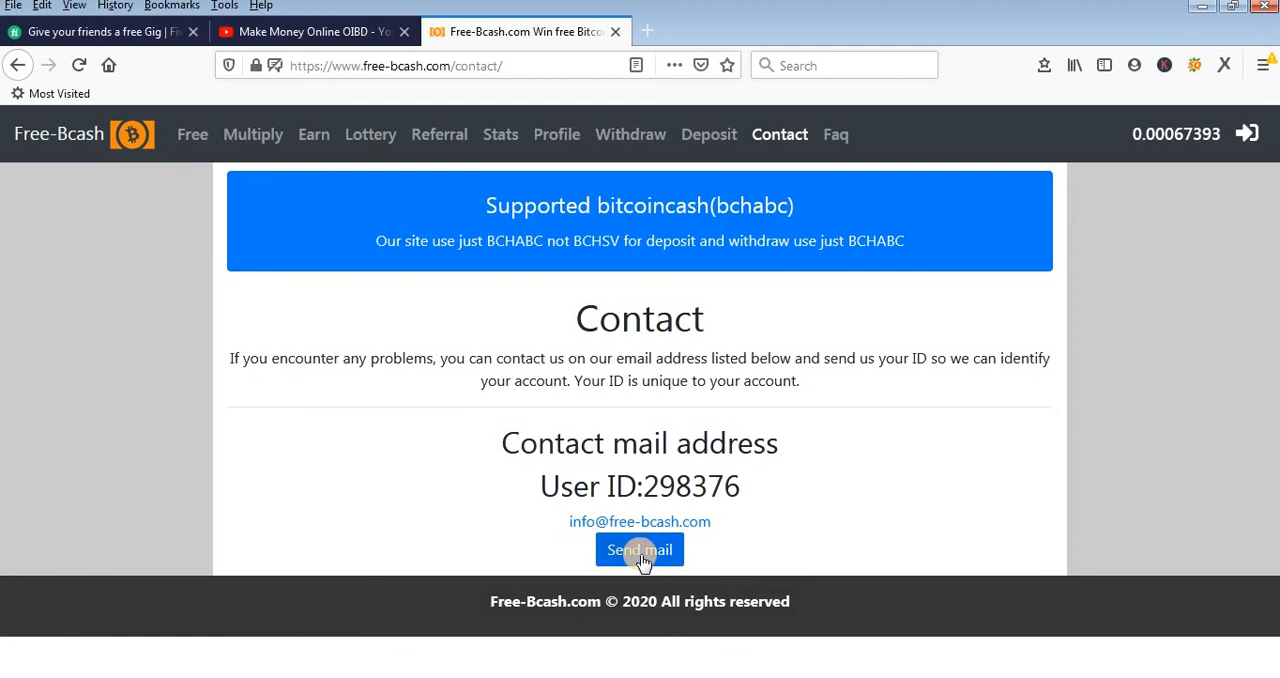 File Edit View History Bookmarks Tools Help
Give your friends a free Gig | Fi
Make Money Online OIBD - Yo
Free-Bcash.com Win free Bitco
https://www.free-bcash.com/contact/
Search
Most Visited
Free-Bcash Free Multiply Earn Lottery Referral Stats Profile Withdraw Deposit Contact Faq 0.00067393
Supported bitcoincash(bchabc)
Our site use just BCHABC not BCHSV for deposit and withdraw use just BCHABC
Contact
If you encounter any problems, you can contact us on our email address listed below and send us your ID so we can identify
your account. Your ID is unique to your account.
Contact mail address
User ID:298376
info@free-bcash.com
Send mail
Free-Bcash.com © 2020 All rights reserved